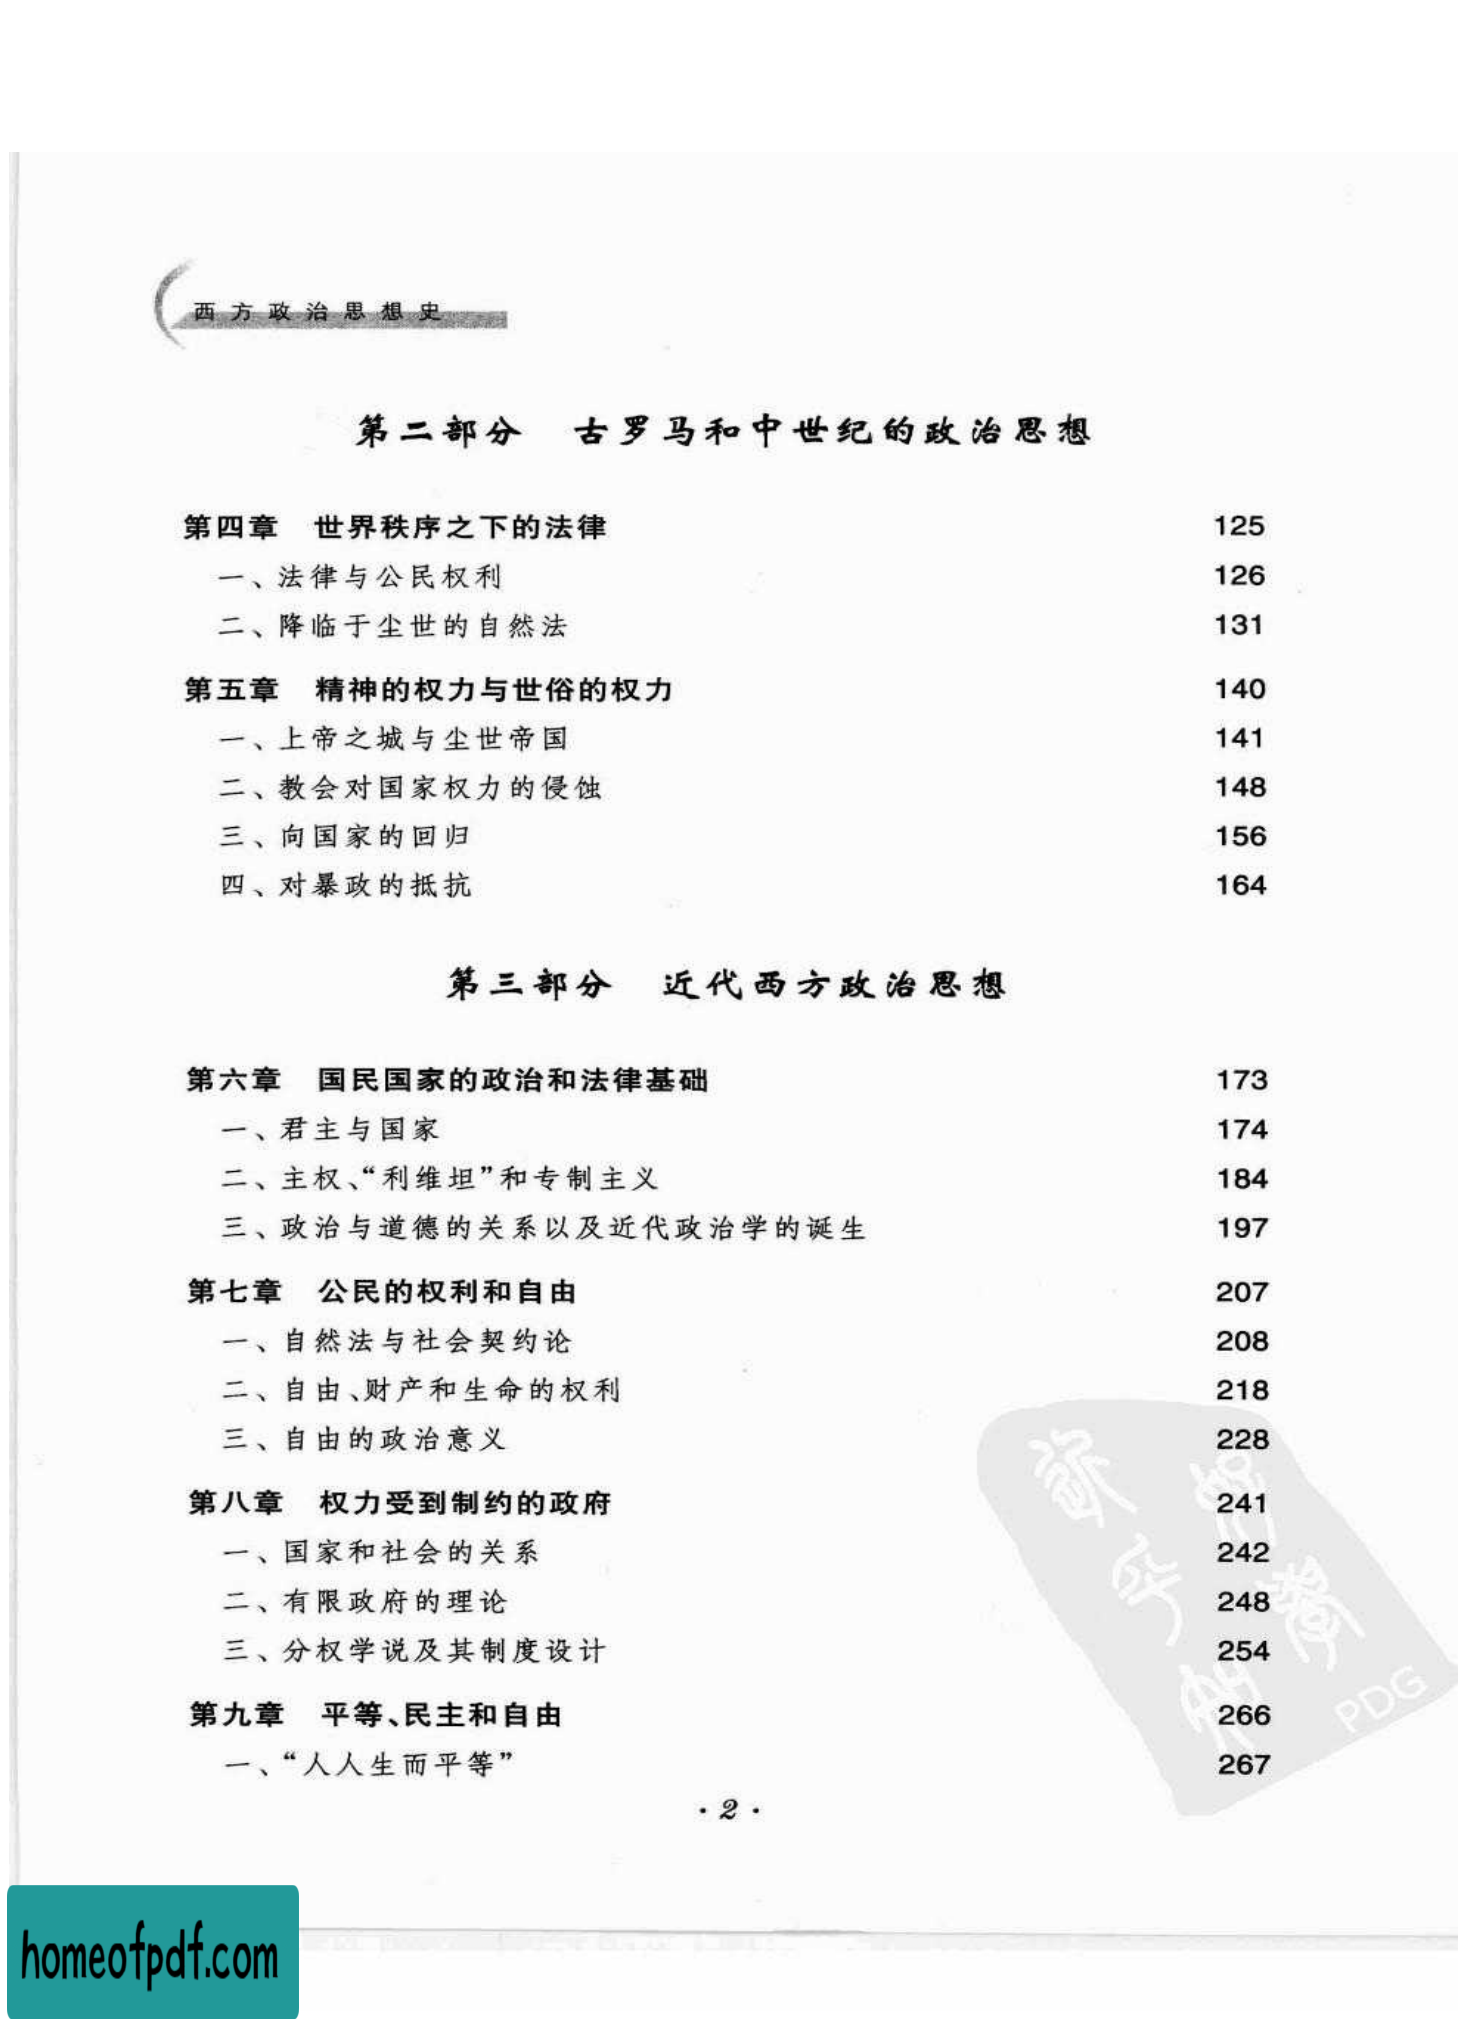 西方政治思想史
第二部分 古罗马和中世纪的政治思想
第四章 世界秩序之下的法律 125
一、法律与公民权利 126
二、降临于尘世的自然法 131
第五章 精神的权力与世俗的权力 140
一、上帝之城与尘世帝国 141
二、教会对国家权力的侵蚀 148
三、向国家的回归 156
四、对暴政的抵抗 164
第三部分 近代西方政治思想
第六章 国民国家的政治和法律基础 173
一、君主与国家 174
二、主权、“利维坦”和专制主义 184
三、政治与道德的关系以及近代政治学的诞生 197
第七章 公民的权利和自由 207
一、自然法与社会契约论 208
二、自由、财产和生命的权利 218
三、自由的政治意义 228
第八章 权力受到制约的政府 241
一、国家和社会的关系 242
二、有限政府的理论 248
三、分权学说及其制度设计 254
第九章 平等、民主和自由 266
一、“人人生而平等” 267
PDG
·2·
homeofpdf.com